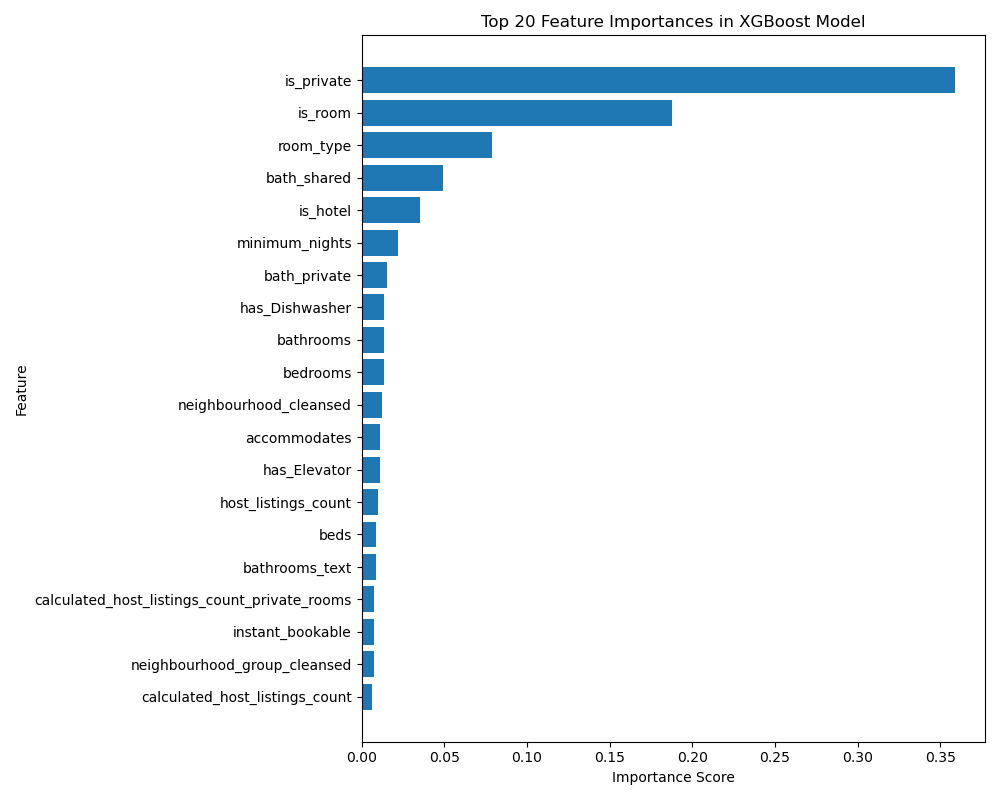 Top 20 Feature Importances in XGBoost Model
is_private
is_room
room_type
bath_shared
is_hotel
minimum_nights
bath_private
has_Dishwasher
bathrooms
bedrooms
neighbourhood_cleansed
accommodates
has_Elevator
host_listings_count
beds
bathrooms_text
calculated_host_listings_count_private_rooms
instant_bookable
neighbourhood_group_cleansed
calculated_host_listings_count
Feature
0.00 0.05 0.10 0.15 0.20 0.25 0.30 0.35
Importance Score